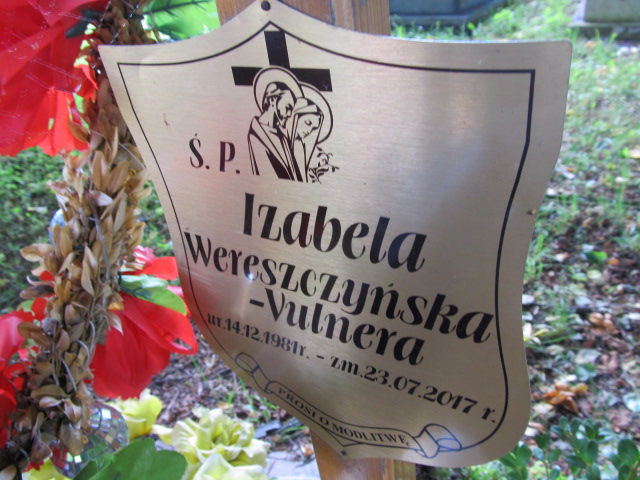 Ś. P.
Izabela
Wereszczyńska
-Vulnera
ur.14.12.1981r. - zm.23.07.2017 r.
PROSI O MODLITWĘ